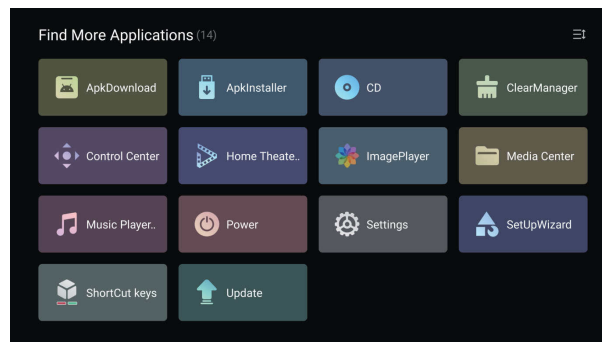 Find More Applications (14)
ApkDownload
ApkInstaller
CD
ClearManager
Control Center
Home Theate..
ImagePlayer
Media Center
Music Player..
Power
Settings
SetUpWizard
ShortCut keys
Update